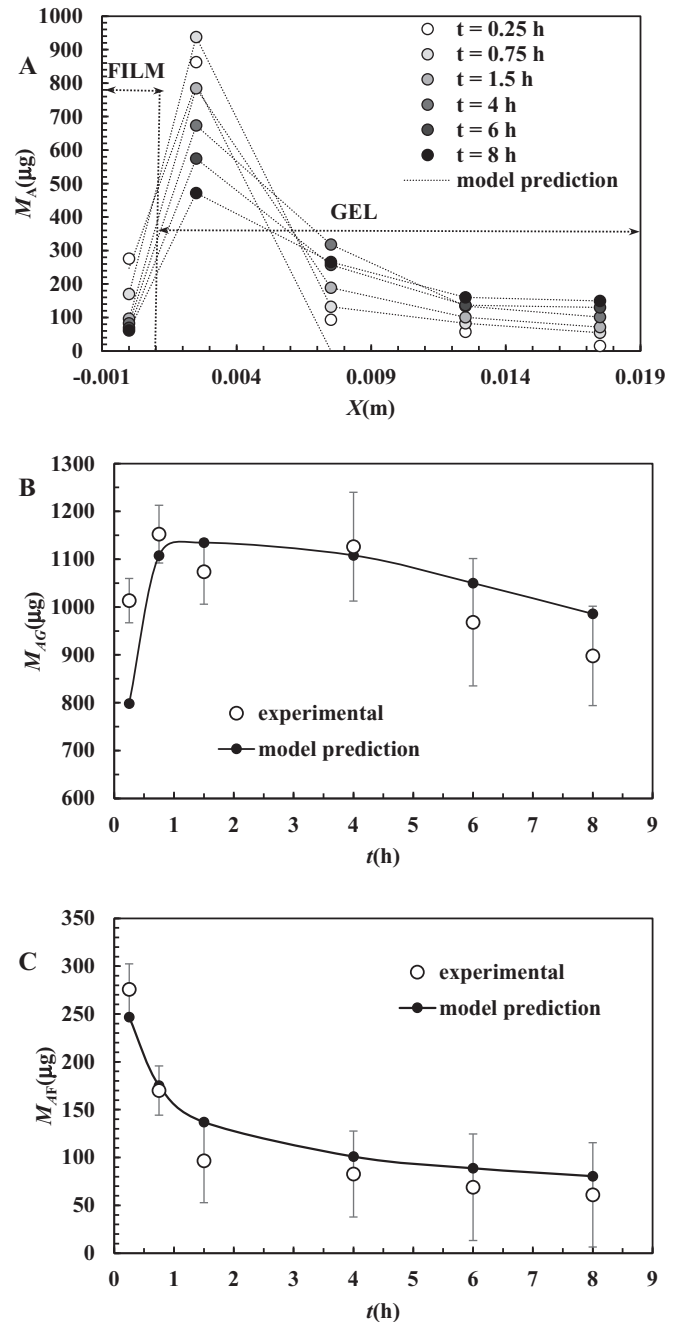 A
FILM
GEL
t = 0.25 h
t = 0.75 h
t = 1.5 h
t = 4 h
t = 6 h
t = 8 h
model prediction
M_A(µg)
1000
900
800
700
600
500
400
300
200
100
0
-0.001 0.004 0.009 0.014 0.019
X(m)
B
M_AG(µg)
1300
1200
1100
1000
900
800
700
600
experimental
model prediction
0 1 2 3 4 5 6 7 8 9
t(h)
C
M_AF(µg)
350
300
250
200
150
100
50
0
experimental
model prediction
0 1 2 3 4 5 6 7 8 9
t(h)